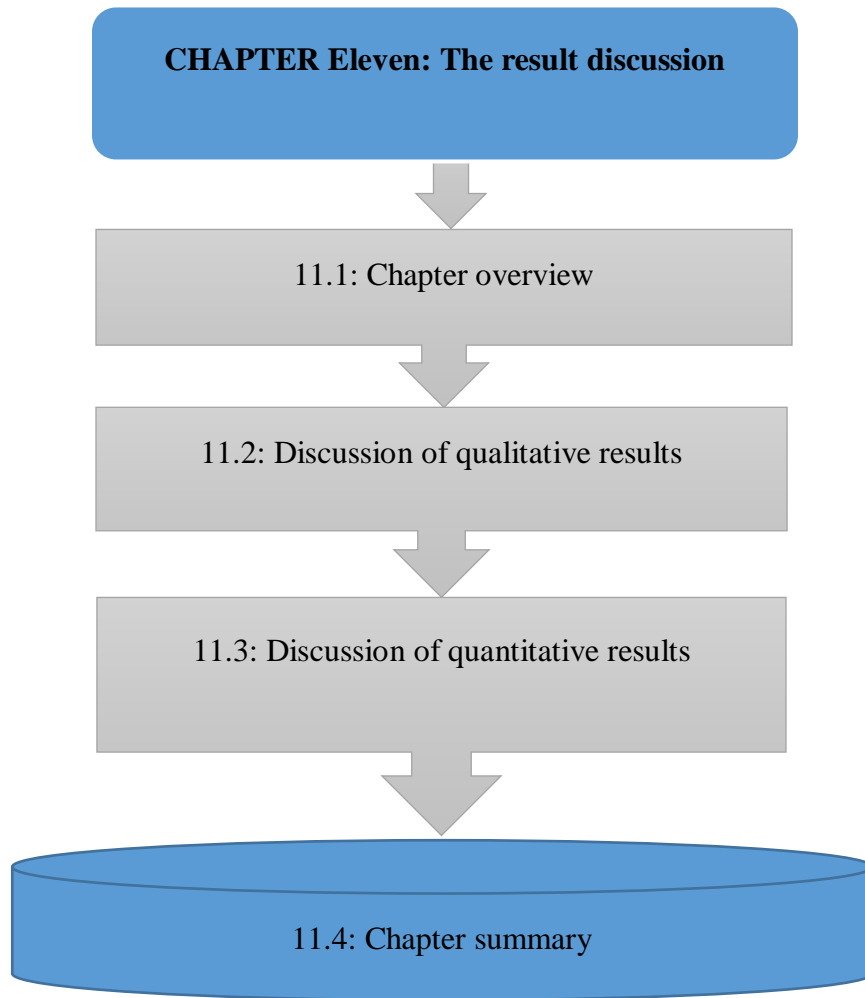 CHAPTER Eleven: The result discussion
11.1: Chapter overview
11.2: Discussion of qualitative results
11.3: Discussion of quantitative results
11.4: Chapter summary